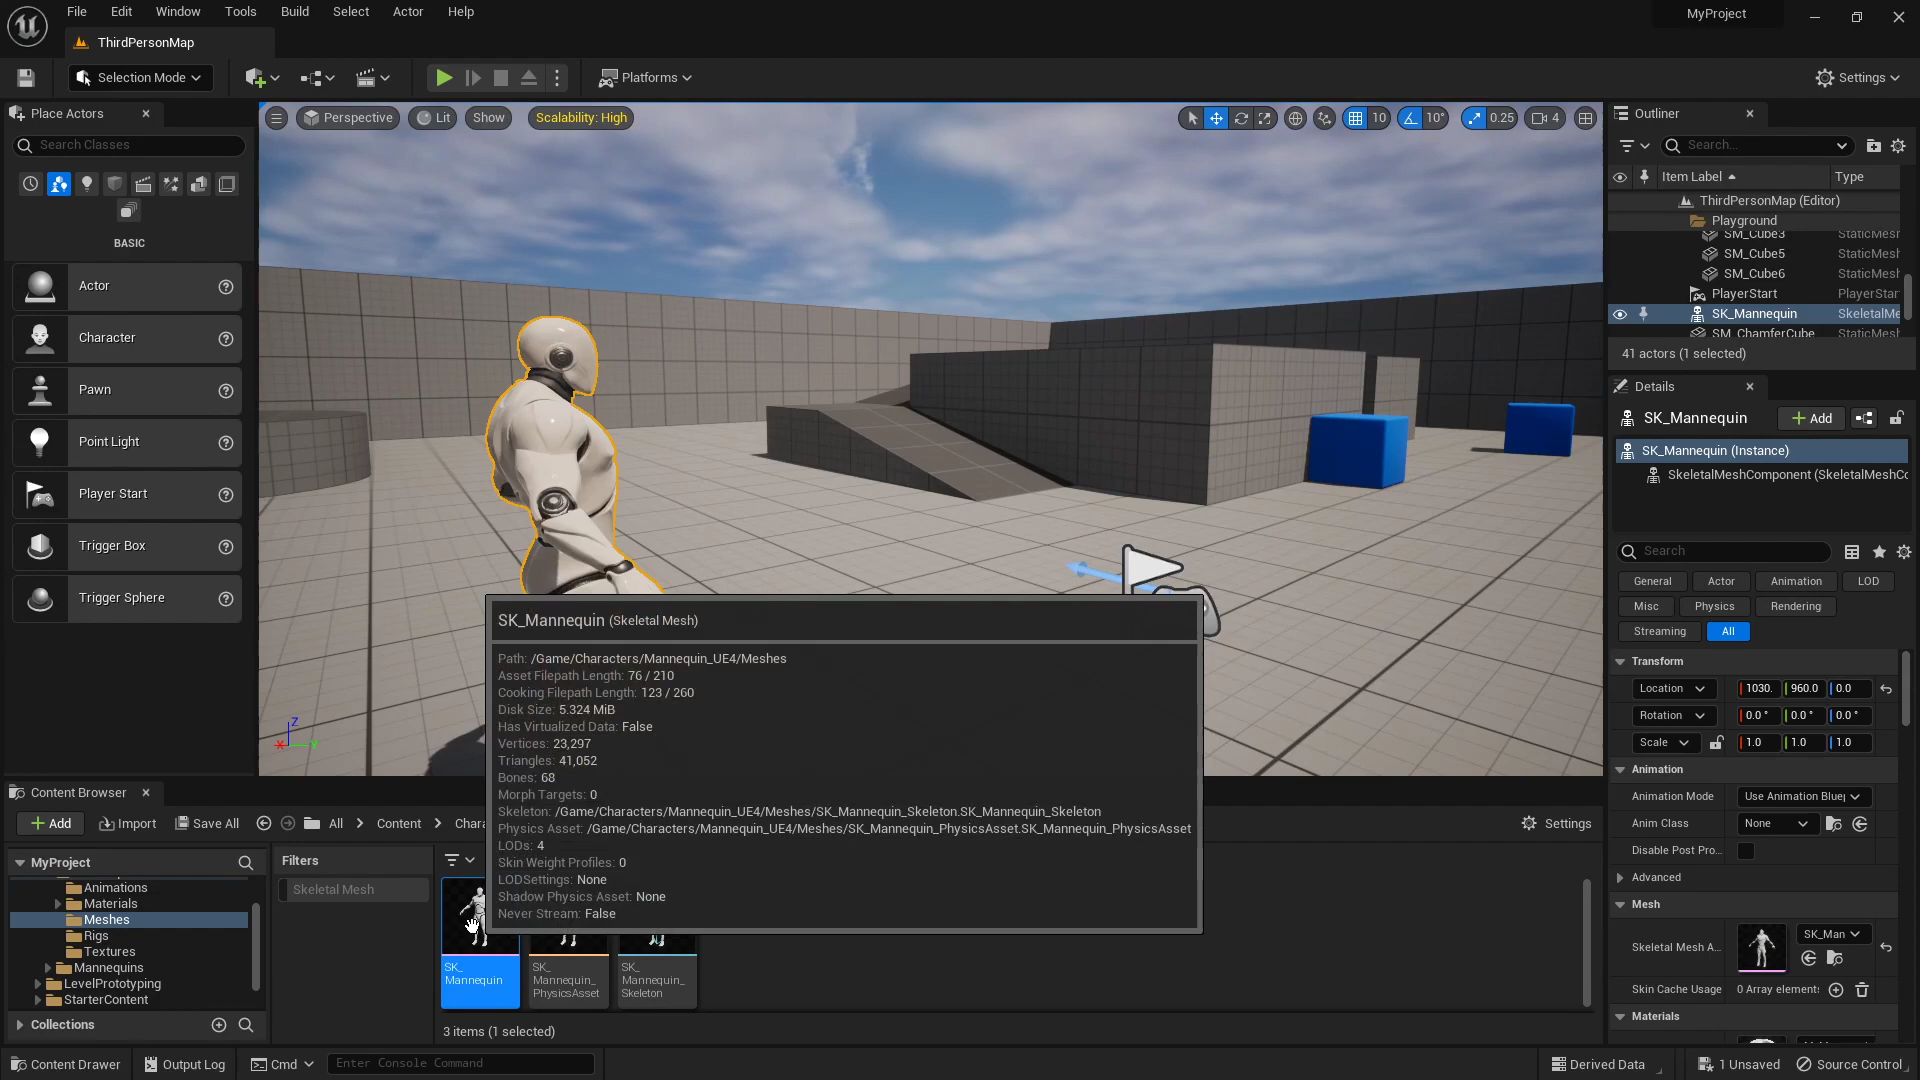 File Edit Window Tools Build Select Actor Help
MyProject
ThirdPersonMap
Selection Mode
Platforms
Settings
Place Actors
Search Classes
BASIC
Actor
Character
Pawn
Point Light
Player Start
Trigger Box
Trigger Sphere
Perspective
Lit
Show
Scalability: High
10
10°
0.25
4
Outliner
Search...
Item Label
Type
ThirdPersonMap (Editor)
Playground
SM_Cube3 StaticMesh
SM_Cube5 StaticMesh
SM_Cube6 StaticMesh
PlayerStart PlayerStar
SK_Mannequin SkeletalMe
SM_ChamferCube StaticMesh
41 actors (1 selected)
Details
SK_Mannequin
Add
SK_Mannequin (Instance)
SkeletalMeshComponent (SkeletalMeshCo
Search
General Actor Animation LOD
Misc Physics Rendering
Streaming All
Transform
Location 1030. 960.0 0.0
Rotation 0.0° 0.0° 0.0°
Scale 1.0 1.0 1.0
Animation
Animation Mode Use Animation Bluep
Anim Class None
Disable Post Pro...
Advanced
Mesh
Skeletal Mesh A... SK_Man
Skin Cache Usage 0 Array element:
Materials
SK_Mannequin (Skeletal Mesh)
Path: /Game/Characters/Mannequin_UE4/Meshes
Asset Filepath Length: 76 / 210
Cooking Filepath Length: 123 / 260
Disk Size: 5.324 MiB
Has Virtualized Data: False
Vertices: 23,297
Triangles: 41,052
Bones: 68
Morph Targets: 0
Skeleton: /Game/Characters/Mannequin_UE4/Meshes/SK_Mannequin_Skeleton.SK_Mannequin_Skeleton
Physics Asset: /Game/Characters/Mannequin_UE4/Meshes/SK_Mannequin_PhysicsAsset.SK_Mannequin_PhysicsAsset
LODs: 4
Skin Weight Profiles: 0
LODSettings: None
Shadow Physics Asset: None
Never Stream: False
Z
X
Y
Content Browser
Add
Import
Save All
All
Content
Chara
Settings
MyProject
Animations
Materials
Meshes
Rigs
Textures
Mannequins
LevelPrototyping
StarterContent
Collections
Filters
Skeletal Mesh
SK_
Mannequin
SK_
Mannequin_
PhysicsAsset
SK_
Mannequin_
Skeleton
3 items (1 selected)
Content Drawer
Output Log
Cmd
Enter Console Command
Derived Data
1 Unsaved
Source Control